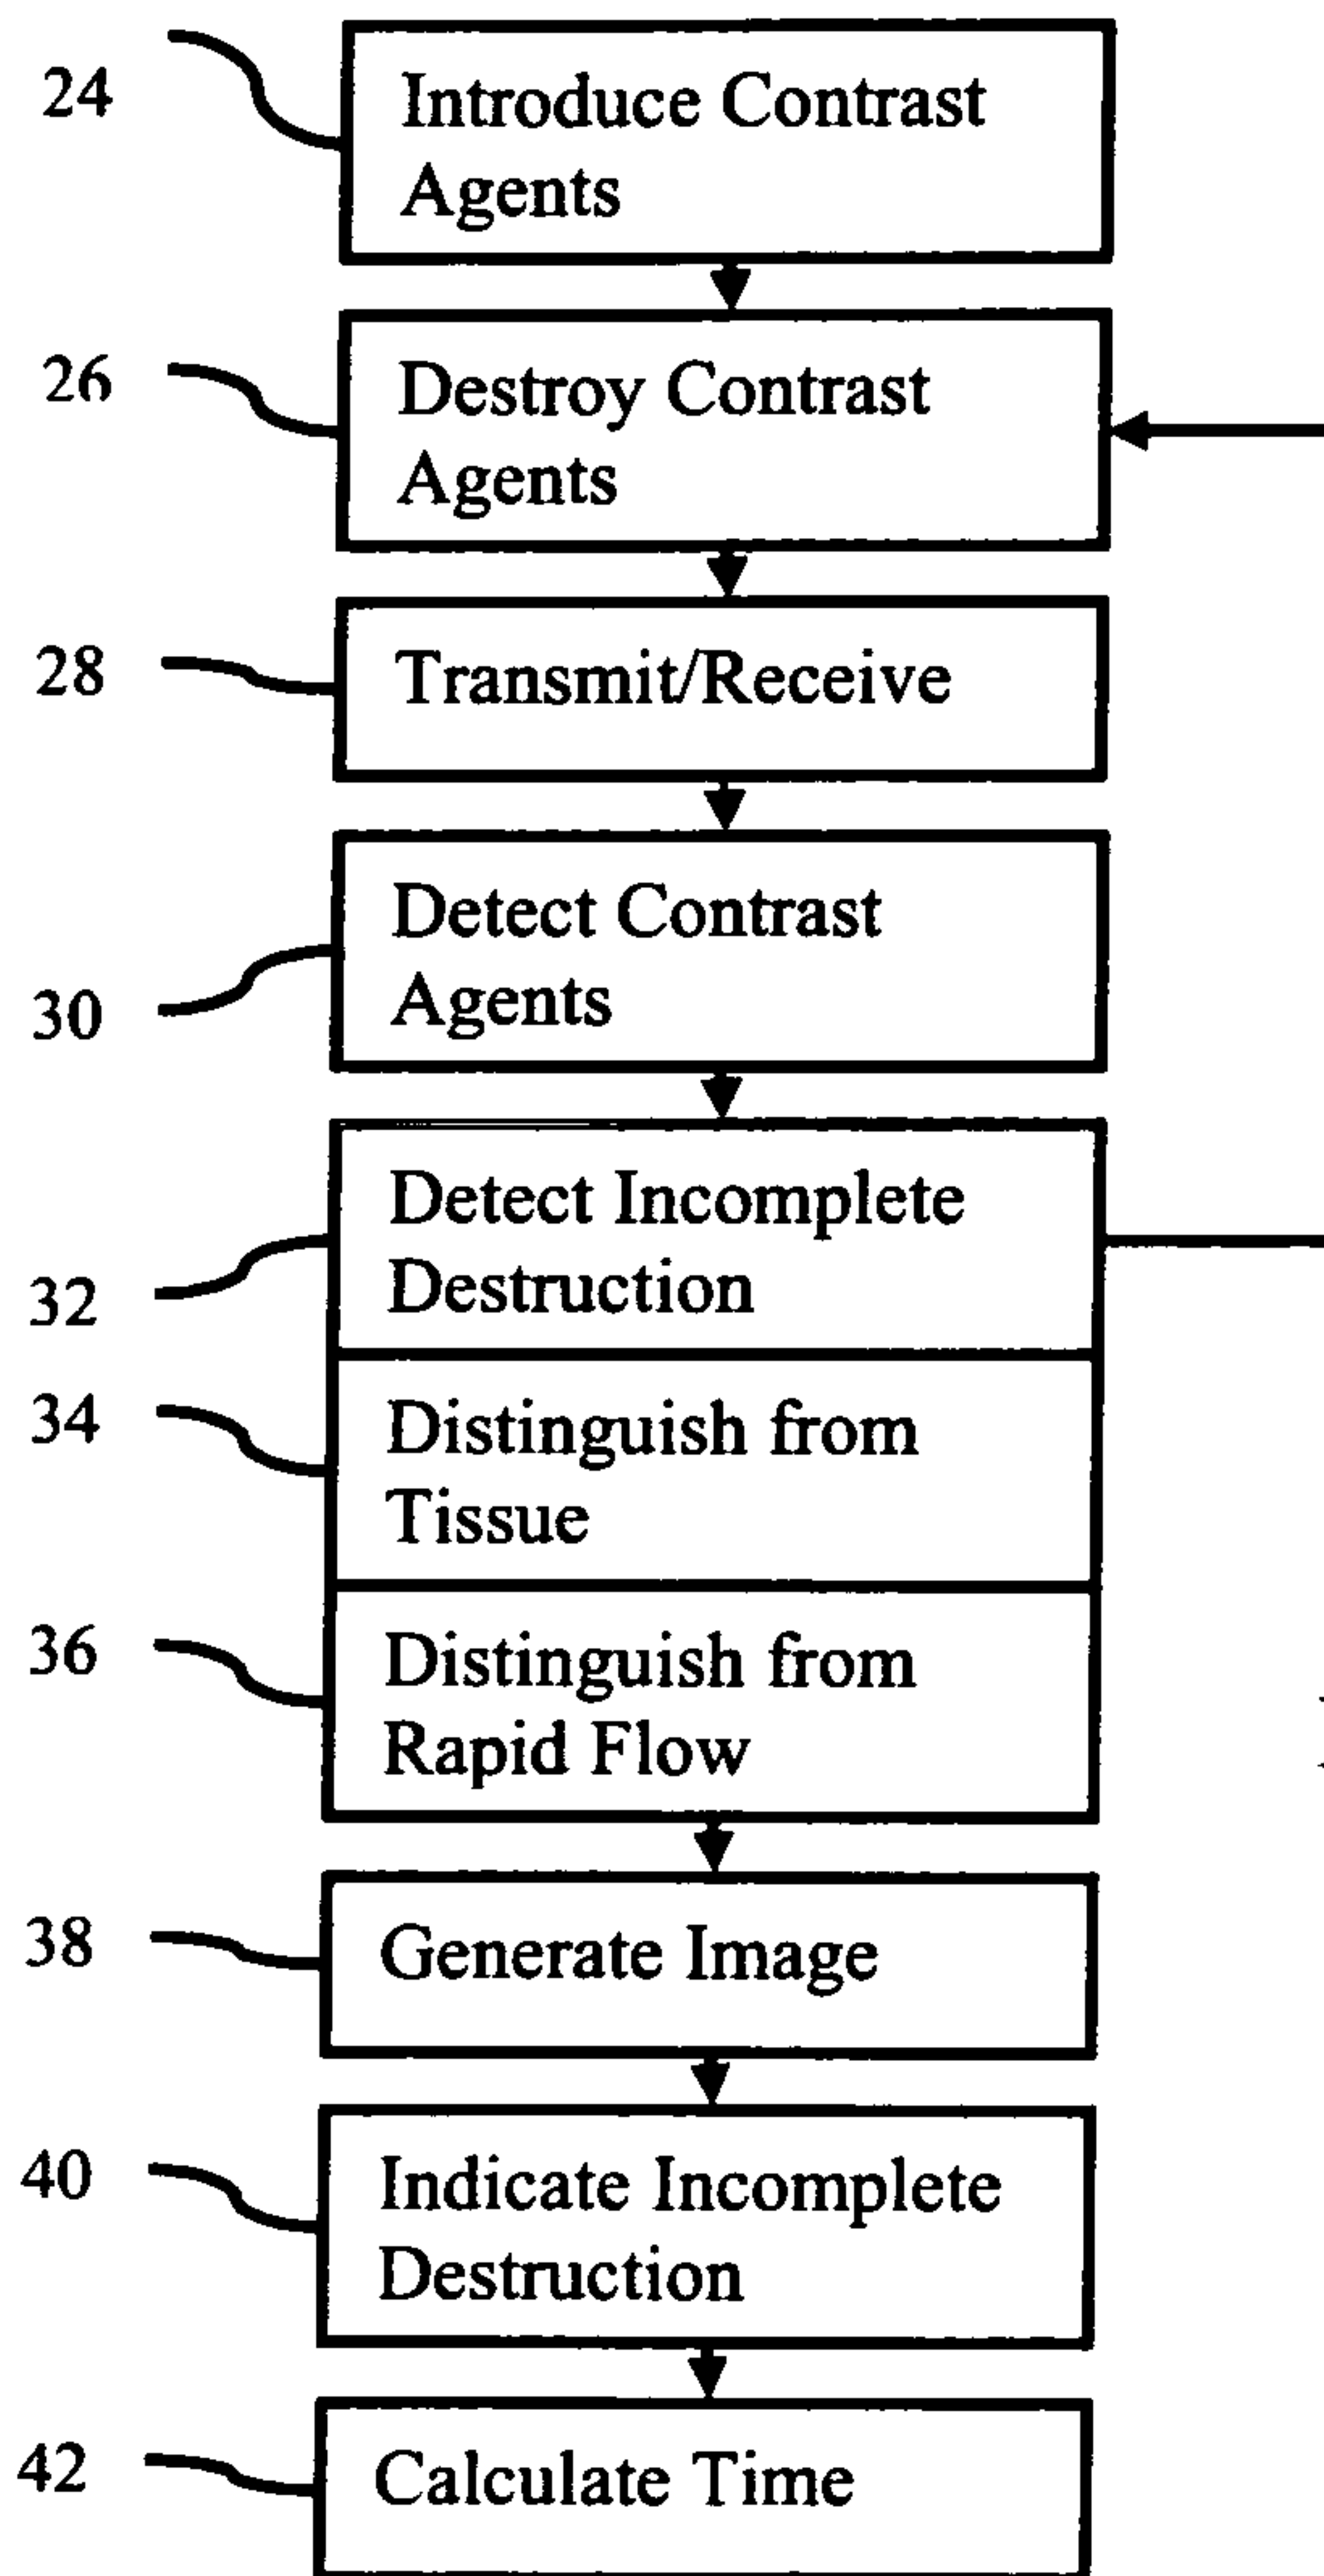 24
Introduce Contrast
Agents
26
Destroy Contrast
Agents
28
Transmit/Receive
30
Detect Contrast
Agents
32
Detect Incomplete
Destruction
34
Distinguish from
Tissue
36
Distinguish from
Rapid Flow
38
Generate Image
40
Indicate Incomplete
Destruction
42
Calculate Time